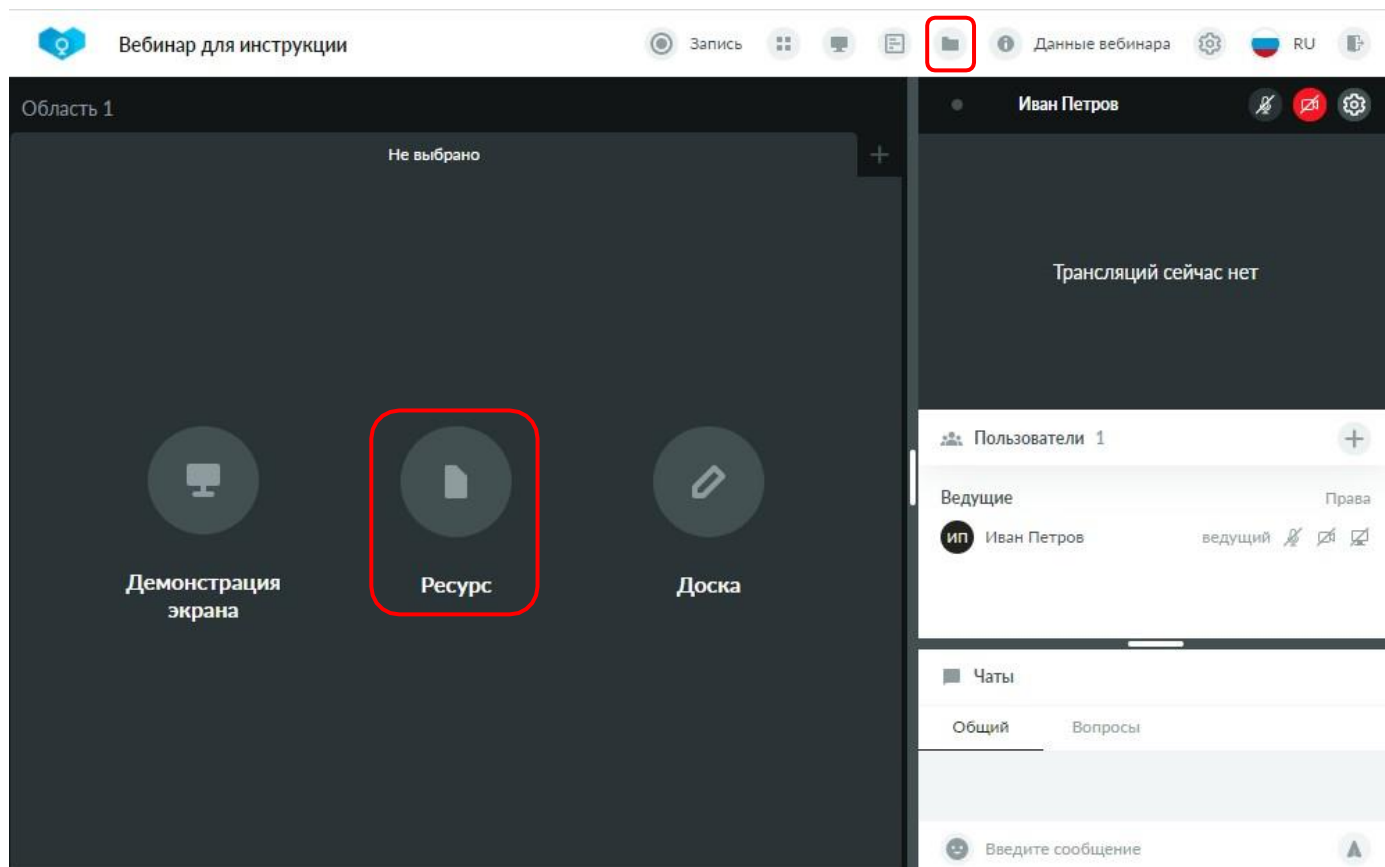 Вебинар для инструкции
Запись
Данные вебинара
RU
Область 1
Не выбрано
Демонстрация
экрана
Ресурс
Доска
Иван Петров
Трансляций сейчас нет
Пользователи 1
Ведущие Права
ИП Иван Петров ведущий
Чаты
Общий Вопросы
Введите сообщение